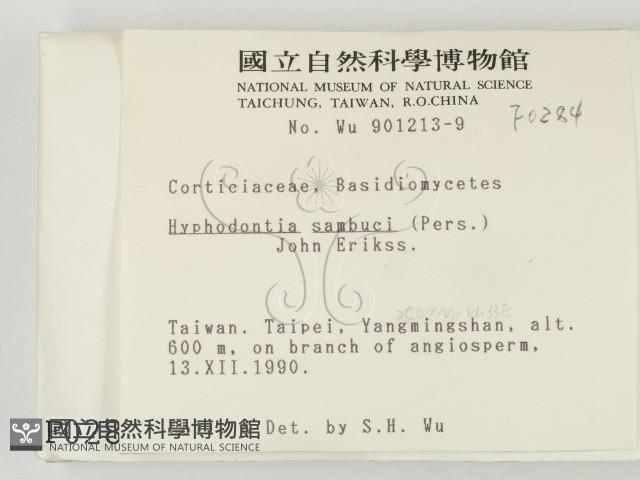 國立自然科學博物館
NATIONAL MUSEUM OF NATURAL SCIENCE
TAICHUNG, TAIWAN, R.O.CHINA
No. Wu 901213-9
F0284
Corticiaceae, Basidiomycetes
Hyphodontia sambuci (Pers.)
John Erikss.
Taiwan. Taipei, Yangmingshan, alt.
600 m, on branch of angiosperm,
13.XII.1990.
Det. by S.H. Wu
國立自然科學博物館
NATIONAL MUSEUM OF NATURAL SCIENCE